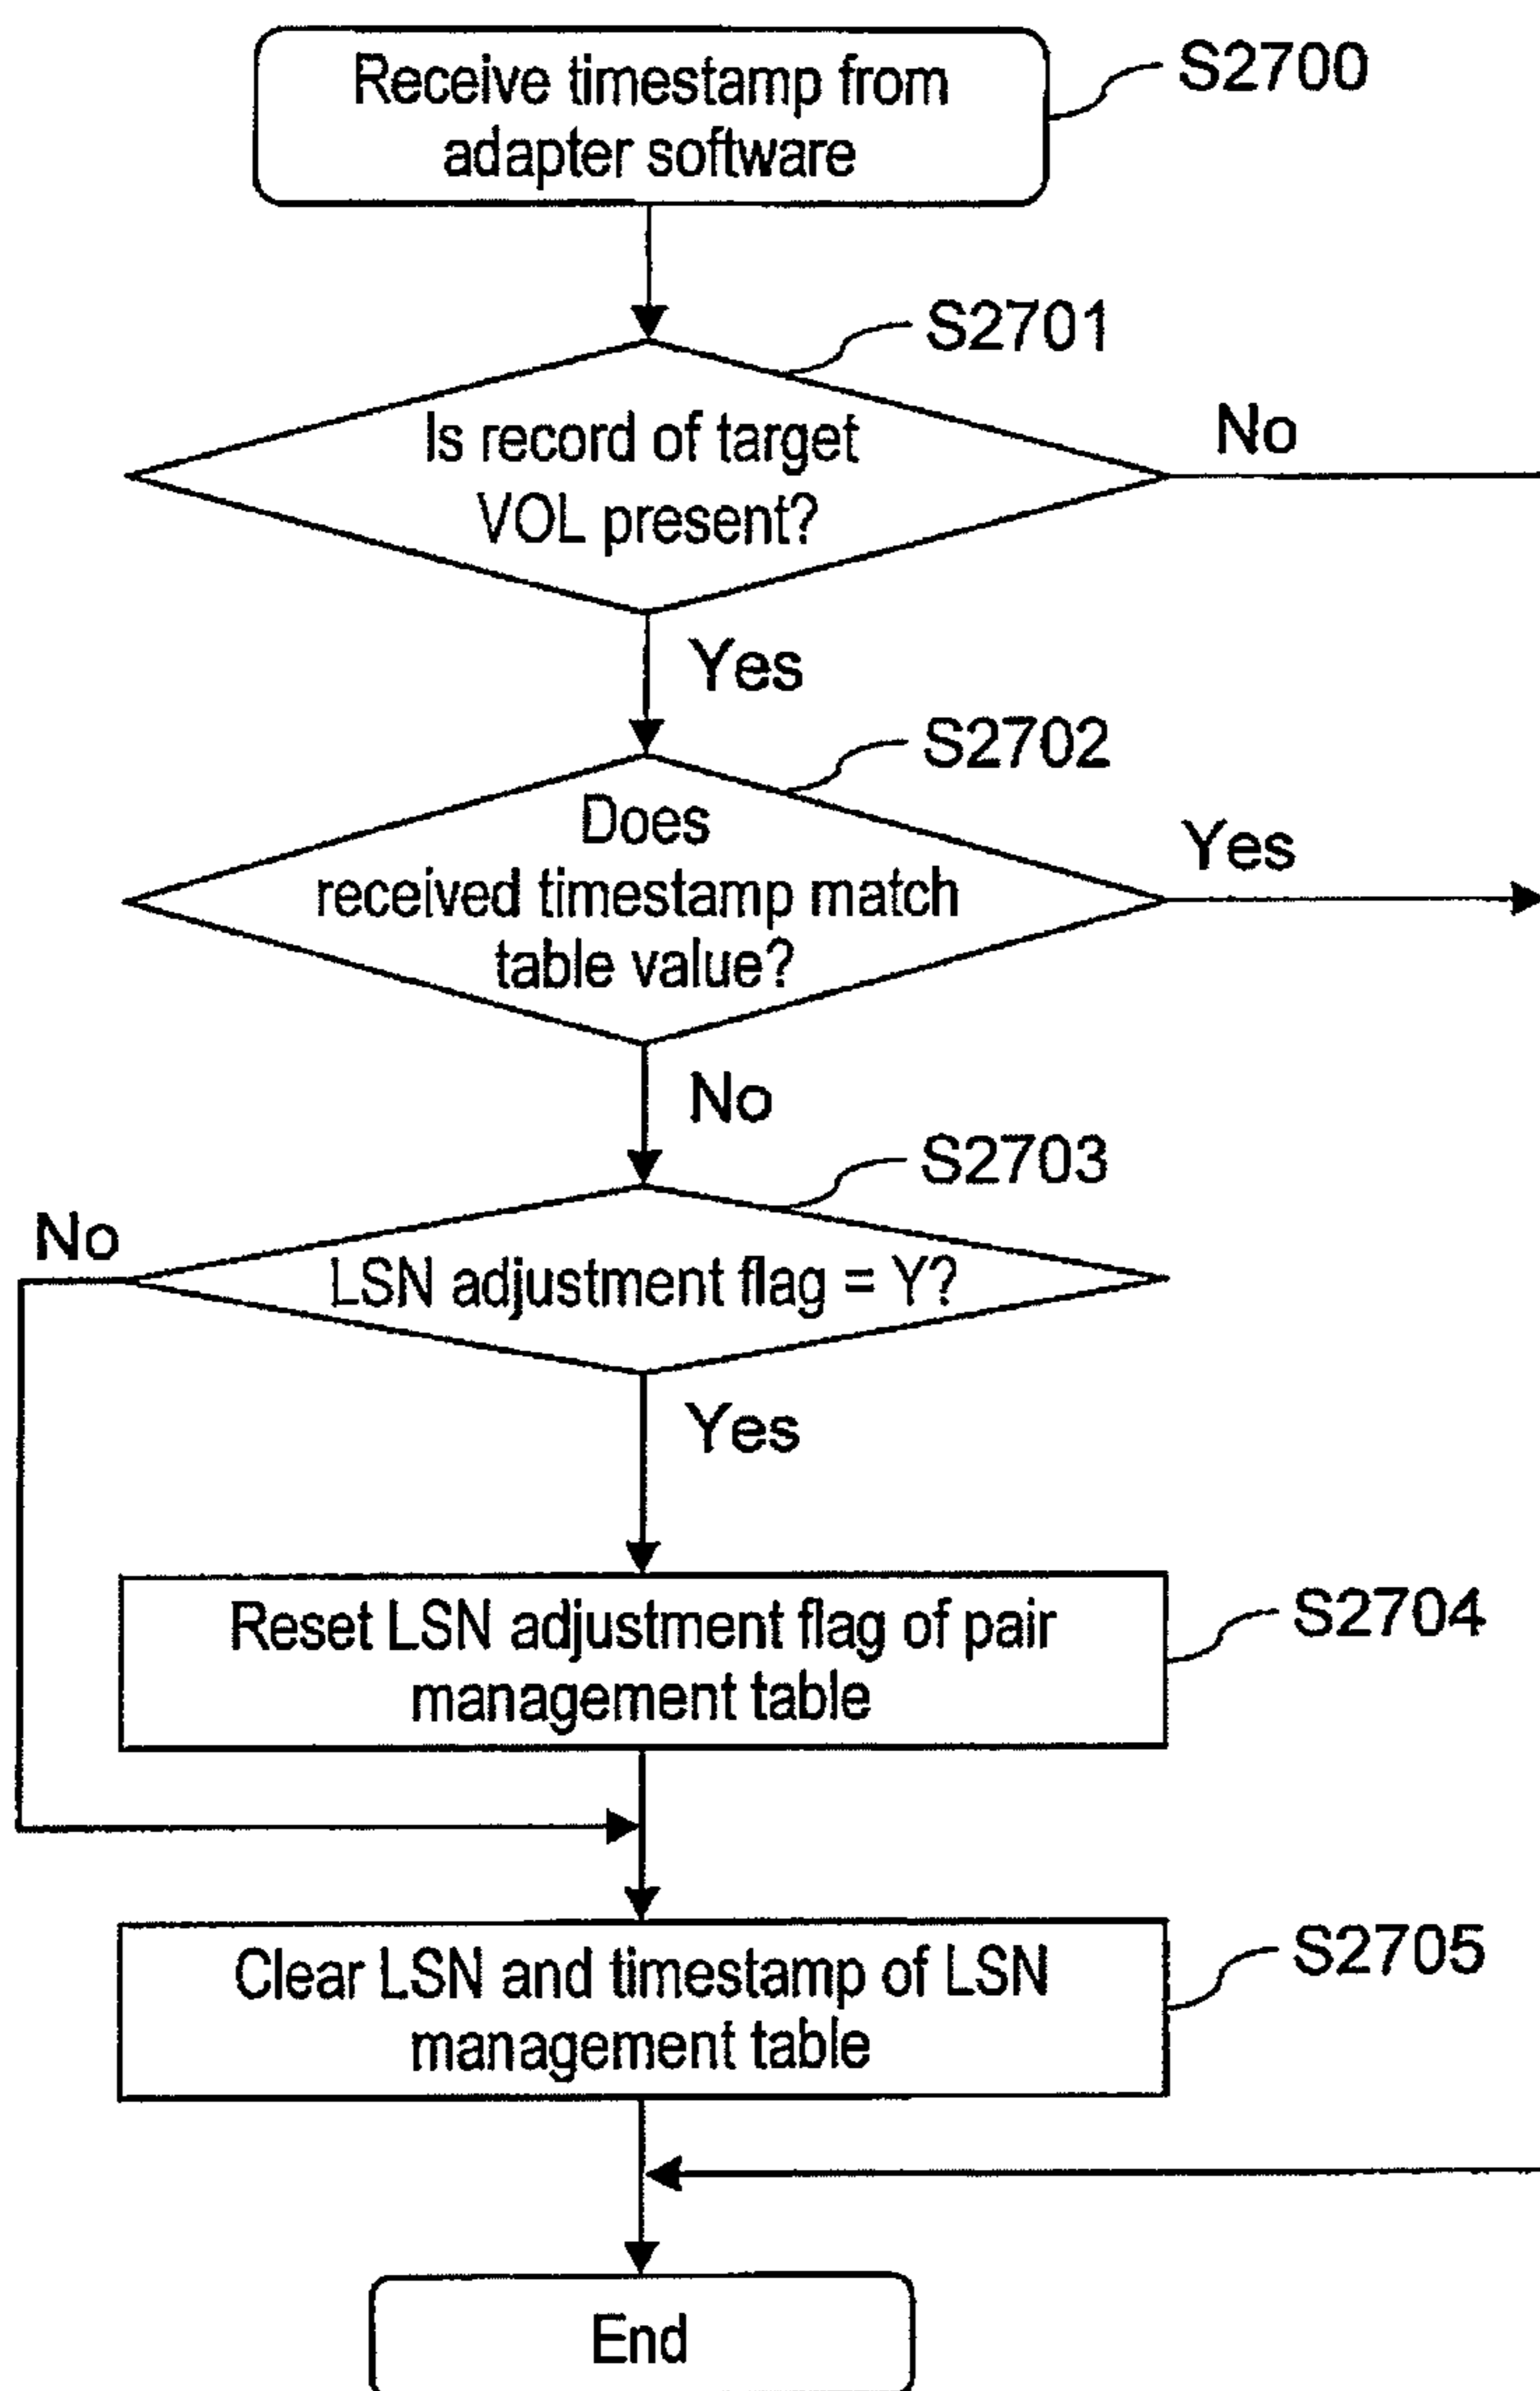 Receive timestamp from
adapter software
S2700
S2701
Is record of target
VOL present?
No
Yes
S2702
Does
received timestamp match
table value?
Yes
No
S2703
No
LSN adjustment flag = Y?
Yes
Reset LSN adjustment flag of pair
management table
S2704
Clear LSN and timestamp of LSN
management table
S2705
End